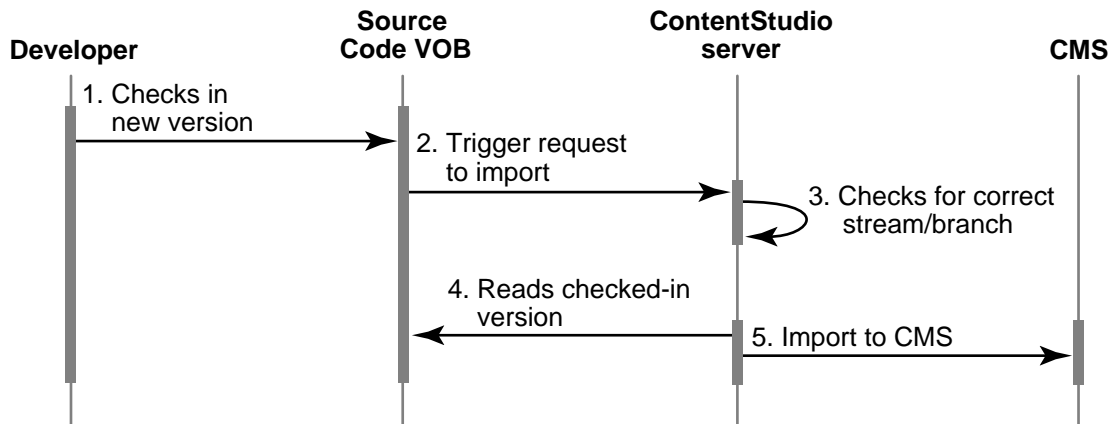 Developer
Source
Code VOB
ContentStudio
server
CMS
1. Checks in
new version
2. Trigger request
to import
3. Checks for correct
stream/branch
4. Reads checked-in
version
5. Import to CMS